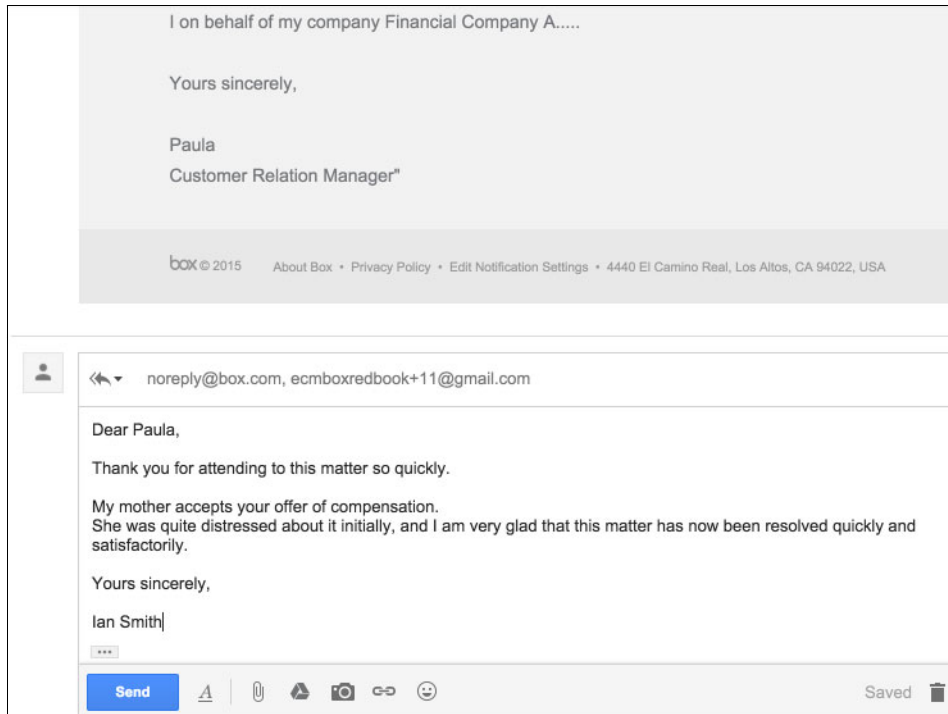 I on behalf of my company Financial Company A.....
Yours sincerely,
Paula
Customer Relation Manager"
box © 2015 About Box • Privacy Policy • Edit Notification Settings • 4440 El Camino Real, Los Altos, CA 94022, USA
noreply@box.com, ecmboxredbook+11@gmail.com
Dear Paula,
Thank you for attending to this matter so quickly.
My mother accepts your offer of compensation.
She was quite distressed about it initially, and I am very glad that this matter has now been resolved quickly and
satisfactorily.
Yours sincerely,
Ian Smith
Send A Saved